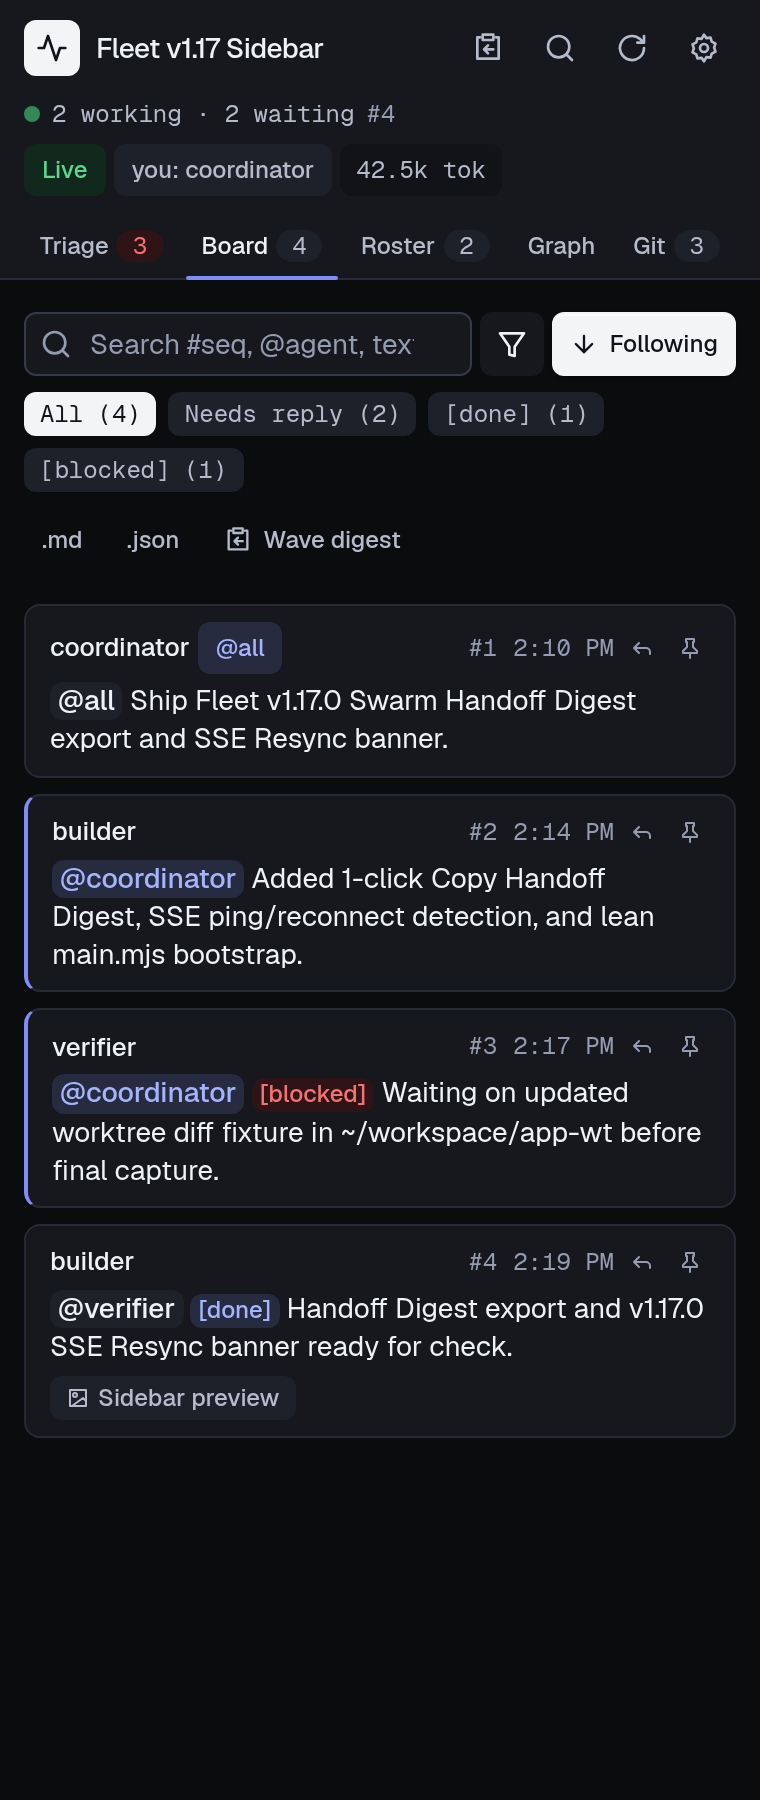 Fleet v1.17 Sidebar
2 working · 2 waiting #4
Live you: coordinator 42.5k tok
Triage 3 Board 4 Roster 2 Graph Git 3
Search #seq, @agent, tex
Following
All (4) Needs reply (2) [done] (1)
[blocked] (1)
.md .json Wave digest
coordinator @all #1 2:10 PM
@all Ship Fleet v1.17.0 Swarm Handoff Digest
export and SSE Resync banner.
builder #2 2:14 PM
@coordinator Added 1-click Copy Handoff
Digest, SSE ping/reconnect detection, and lean
main.mjs bootstrap.
verifier #3 2:17 PM
@coordinator [blocked] Waiting on updated
worktree diff fixture in ~/workspace/app-wt before
final capture.
builder #4 2:19 PM
@verifier [done] Handoff Digest export and v1.17.0
SSE Resync banner ready for check.
Sidebar preview